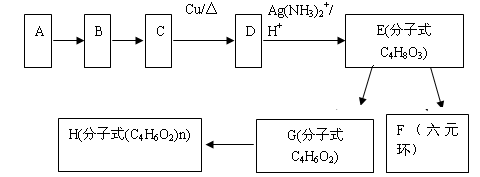 A
B
C
Cu/△
D
Ag(NH3)2+/
H+
E(分子式
C4H8O3)
H(分子式(C4H6O2)n)
G(分子式
C4H6O2)
F（六元
环）